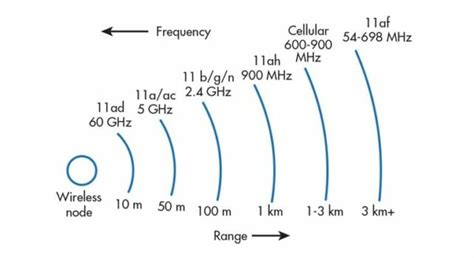 Frequency
11ad
60 GHz
11a/ac
5 GHz
11 b/g/n
2.4 GHz
11ah
900 MHz
Cellular
600-900
MHz
11af
54-698 MHz
Wireless
node
10 m
50 m
100 m
1 km
1-3 km
3 km+
Range